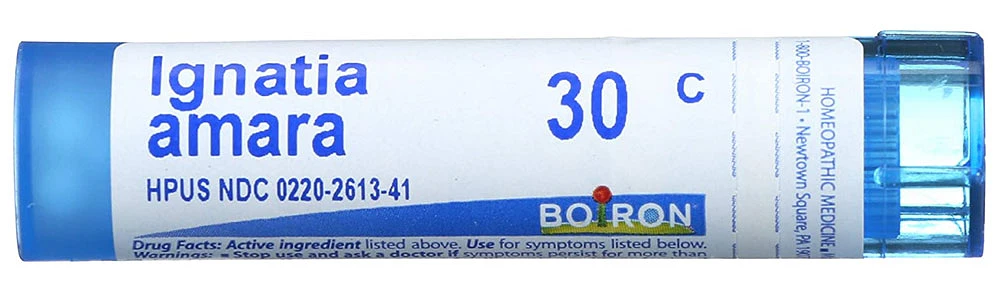 Ignatia
amara
30 C
HPUS NDC 0220-2613-41
BOIRON
Drug Facts: Active ingredient listed above. Use for symptoms listed below.
Warnings: ▪ Stop use and ask a doctor if symptoms persist for more than
1-800-BOIRON-1 • Newtown Square, PA
HOMEOPATHIC MEDICINE